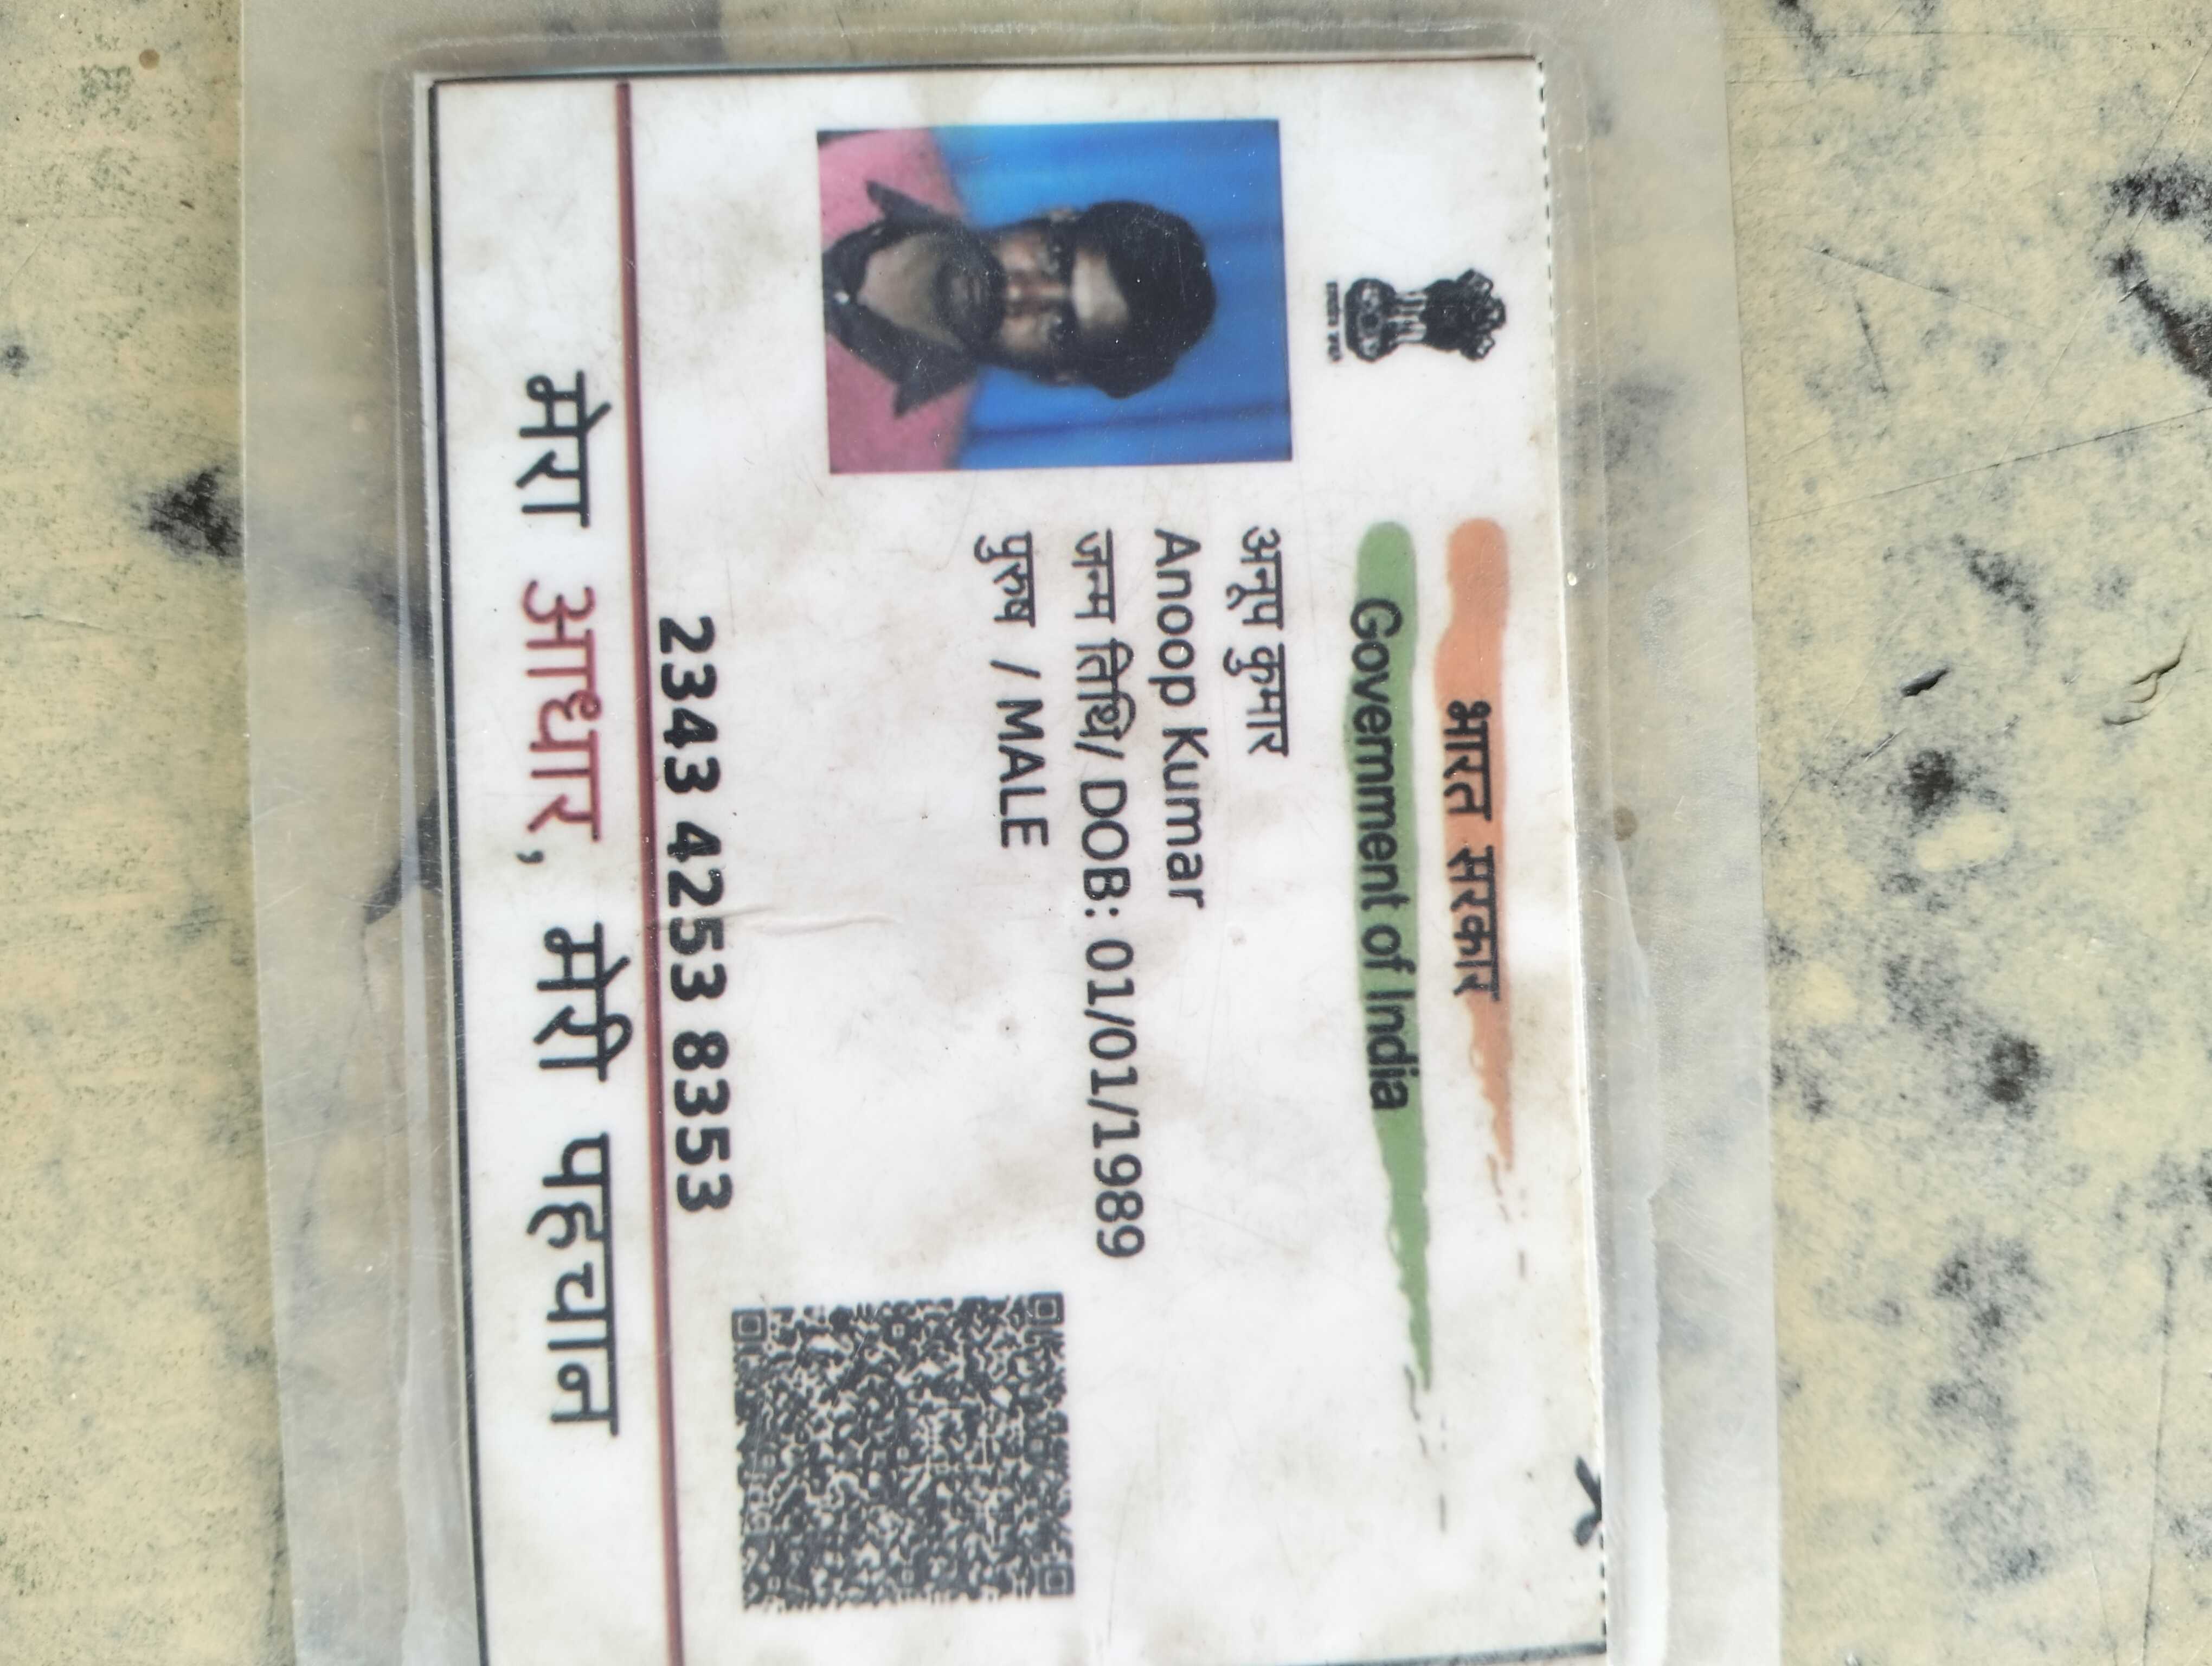 भारत सरकार
Government of India
अनूप कुमार
Anoop Kumar
जन्म तिथि/ DOB: 01/01/1989
पुरुष / MALE
2343 4253 8353
मेरा आधार, मेरी पहचान